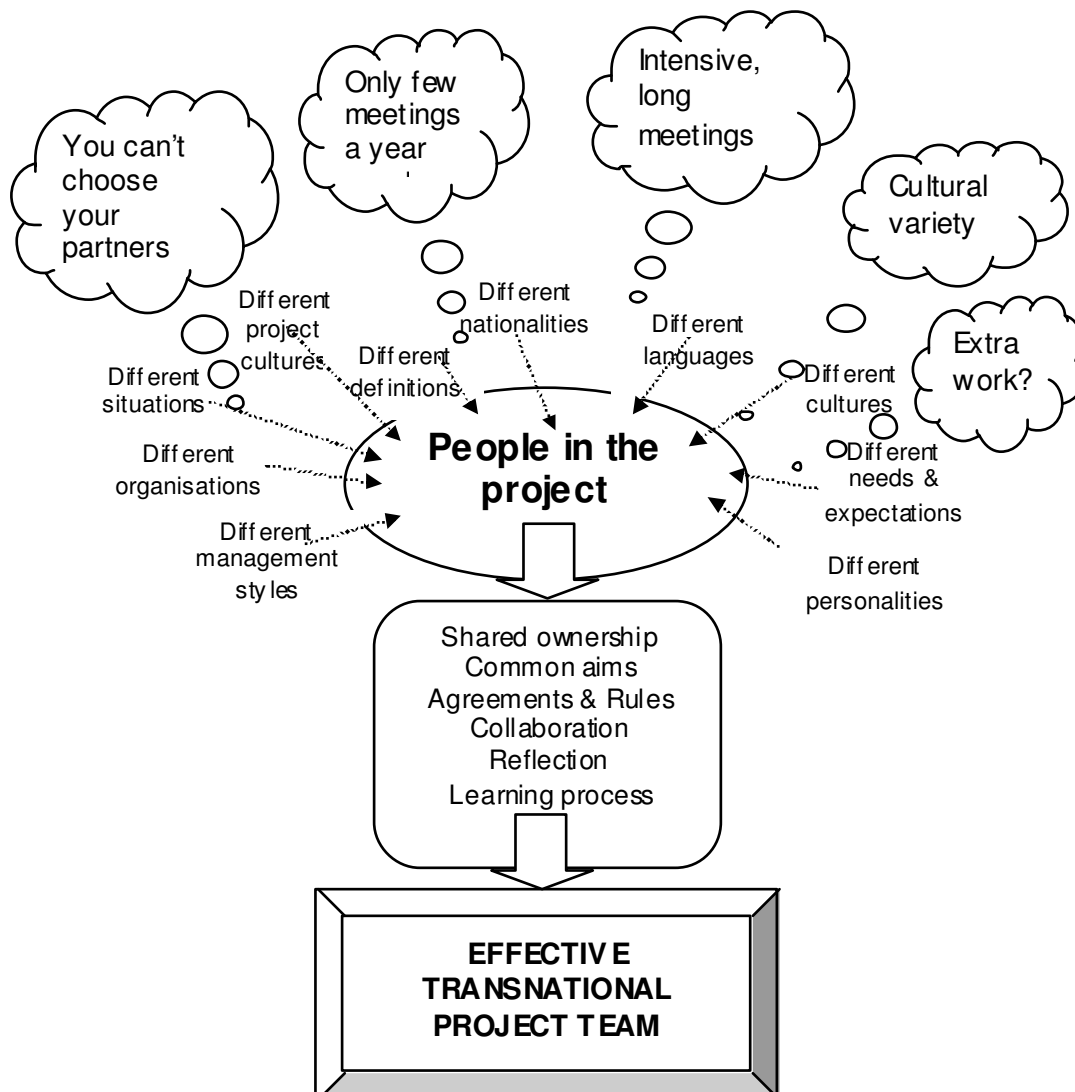 You can't
choose
your
partners
Only few
meetings
a year
Intensive,
long
meetings
Cultural
variety
Extra
work?
Different
project
cultures
Different
situations
Different
organisations
Different
management
styles
Different
definitions
Different
nationalities
Different
languages
Different
cultures
Different
needs &
expectations
Different
personalities
People in the
project
Shared ownership
Common aims
Agreements & Rules
Collaboration
Reflection
Learning process
EFFECTIVE
TRANSNATIONAL
PROJECT TEAM